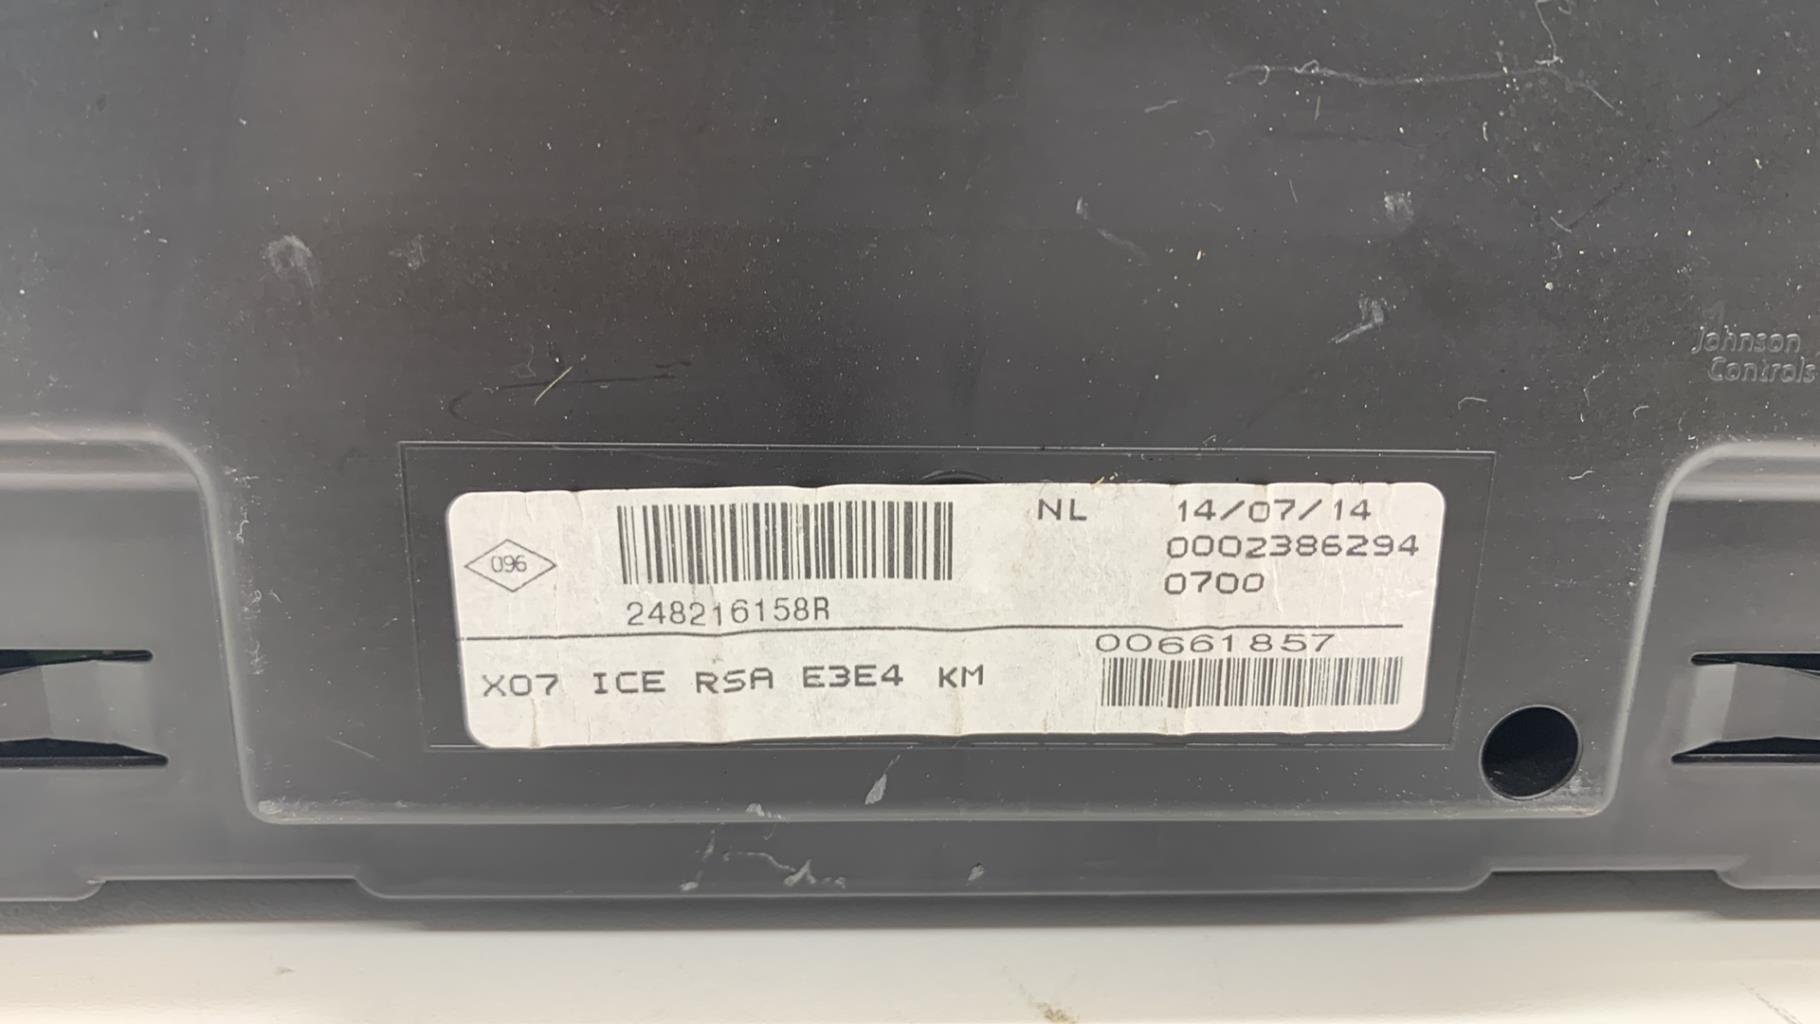 Johnson
Controls
096
248216158R
NL 14/07/14
0002386294
0700
00661857
X07 ICE RSA E3E4 KM